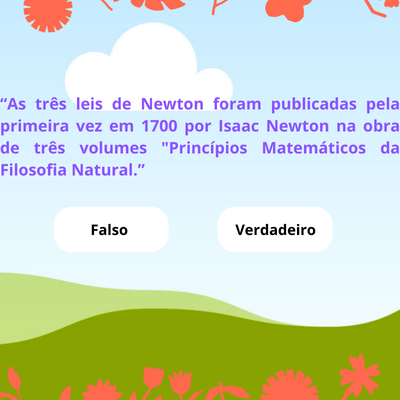 “As três leis de Newton foram publicadas pela
primeira vez em 1700 por Isaac Newton na obra
de três volumes "Princípios Matemáticos da
Filosofia Natural.”
Falso
Verdadeiro